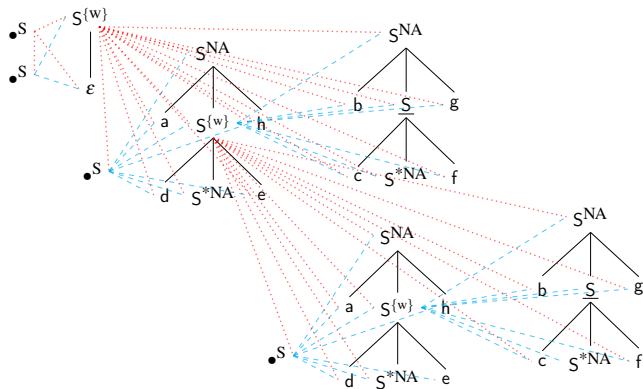 ●S S{w}
●S ε
SNA SNA
a S{w} h b S g
●S d S*NA e c S*NA f
SNA SNA
a S{w} h b S g
●S d S*NA e c S*NA f